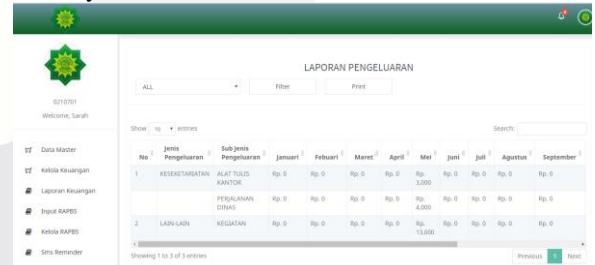 0210701
Welcome, Sarah
Data Master
Kelola Keuangan
Laporan Keuangan
Input RAPBS
Kelola RAPBS
Sms Reminder
LAPORAN PENGELUARAN
ALL Filter Print
Show 10 entries Search:
No Jenis Pengeluaran Sub Jenis Pengeluaran Januari Febuari Maret April Mei Juni Juli Agustus September
1 KESEKETARIATAN ALAT TULIS KANTOR Rp. 0 Rp. 0 Rp. 0 Rp. 0 Rp. 3,000 Rp. 0 Rp. 0 Rp. 0 Rp. 0
PERJALANAN DINAS Rp. 0 Rp. 0 Rp. 0 Rp. 0 Rp. 4,000 Rp. 0 Rp. 0 Rp. 0 Rp. 0
2 LAIN-LAIN KEGIATAN Rp. 0 Rp. 0 Rp. 0 Rp. 0 Rp. 13,000 Rp. 0 Rp. 0 Rp. 0 Rp. 0
Showing 1 to 3 of 3 entries Previous 1 Next